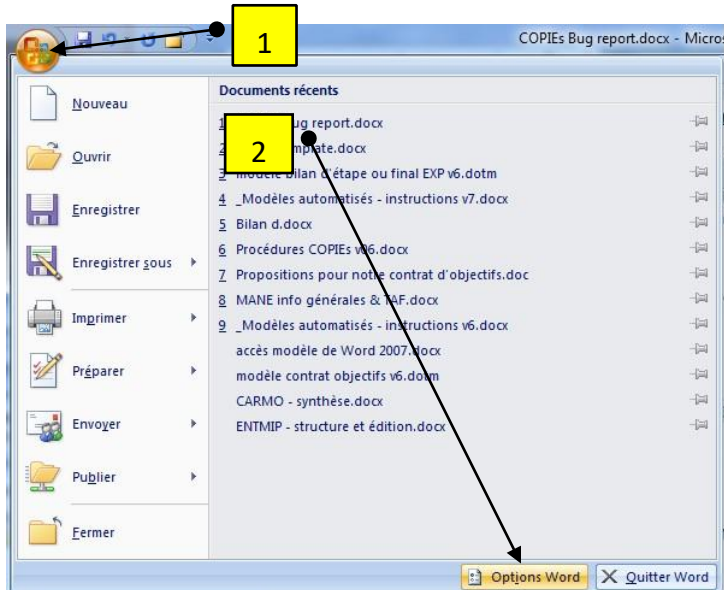 1
COPIEs Bug report.docx - Micros
Nouveau
Ouvrir
Enregistrer
Enregistrer sous
Imprimer
Préparer
Envoyer
Publier
Fermer
Documents récents
1 ug report.docx
2
2 mplate.docx
3 modèle bilan d'étape ou final EXP v6.dotm
4 _Modèles automatisés - instructions v7.docx
5 Bilan d.docx
6 Procédures COPIEs v06.docx
7 Propositions pour notre contrat d'objectifs.doc
8 MANE info générales & TAF.docx
9 _Modèles automatisés - instructions v6.docx
accès modèle de Word 2007.docx
modèle contrat objectifs v6.dotm
CARMO - synthèse.docx
ENTMIP - structure et édition.docx
Options Word
Quitter Word